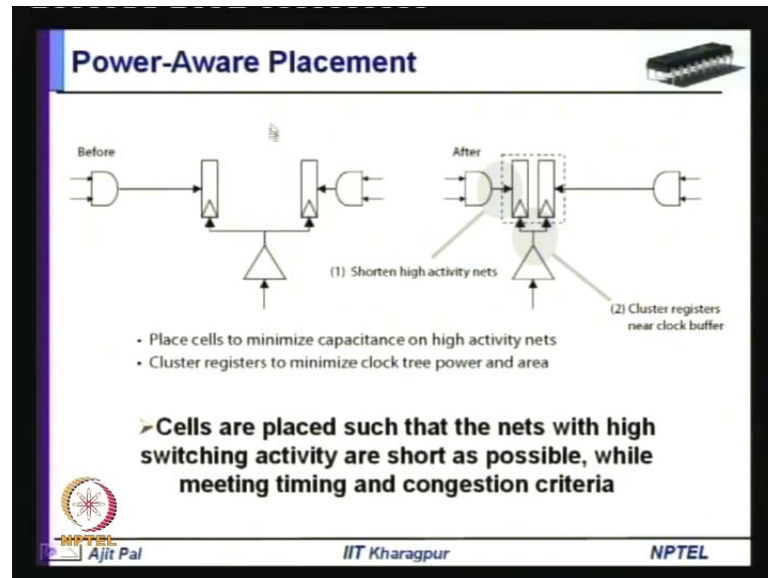 Power-Aware Placement
Before
After
(1) Shorten high activity nets
(2) Cluster registers
near clock buffer
• Place cells to minimize capacitance on high activity nets
• Cluster registers to minimize clock tree power and area
➢Cells are placed such that the nets with high
switching activity are short as possible, while
meeting timing and congestion criteria
NPTEL
Ajit Pal
IIT Kharagpur
NPTEL